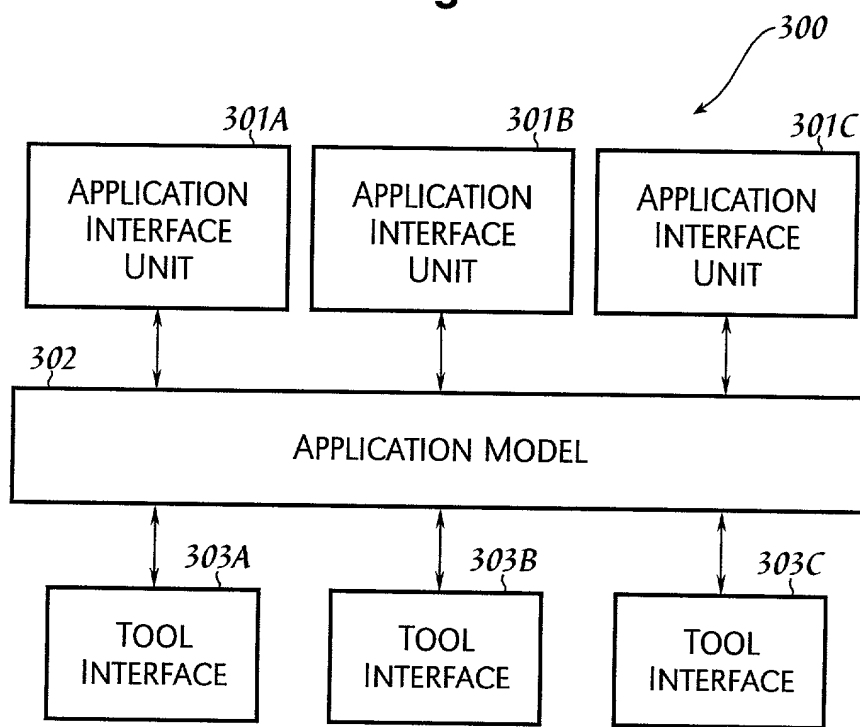 300
301A
301B
301C
APPLICATION
INTERFACE
UNIT
APPLICATION
INTERFACE
UNIT
APPLICATION
INTERFACE
UNIT
302
APPLICATION MODEL
303A
303B
303C
TOOL
INTERFACE
TOOL
INTERFACE
TOOL
INTERFACE